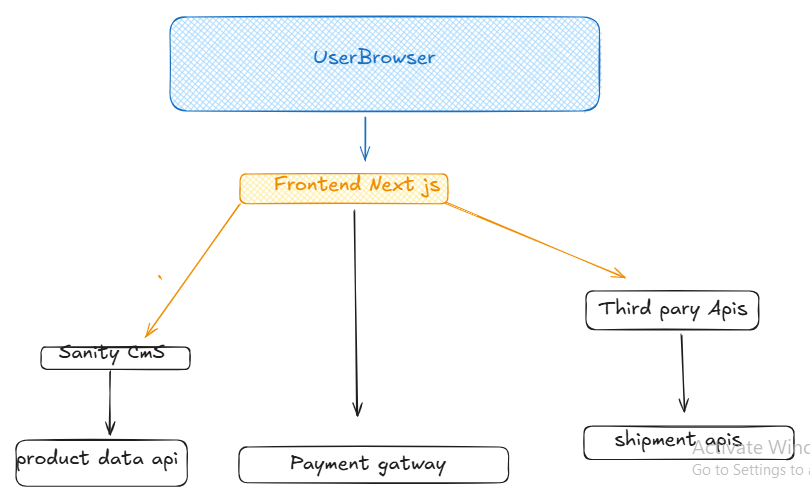 UserBrowser
Frontend Next js
Third pary Apis
Sanity CmS
shipment apis
product data api
Payment gatway
Activate Wind
Go to Settings to a